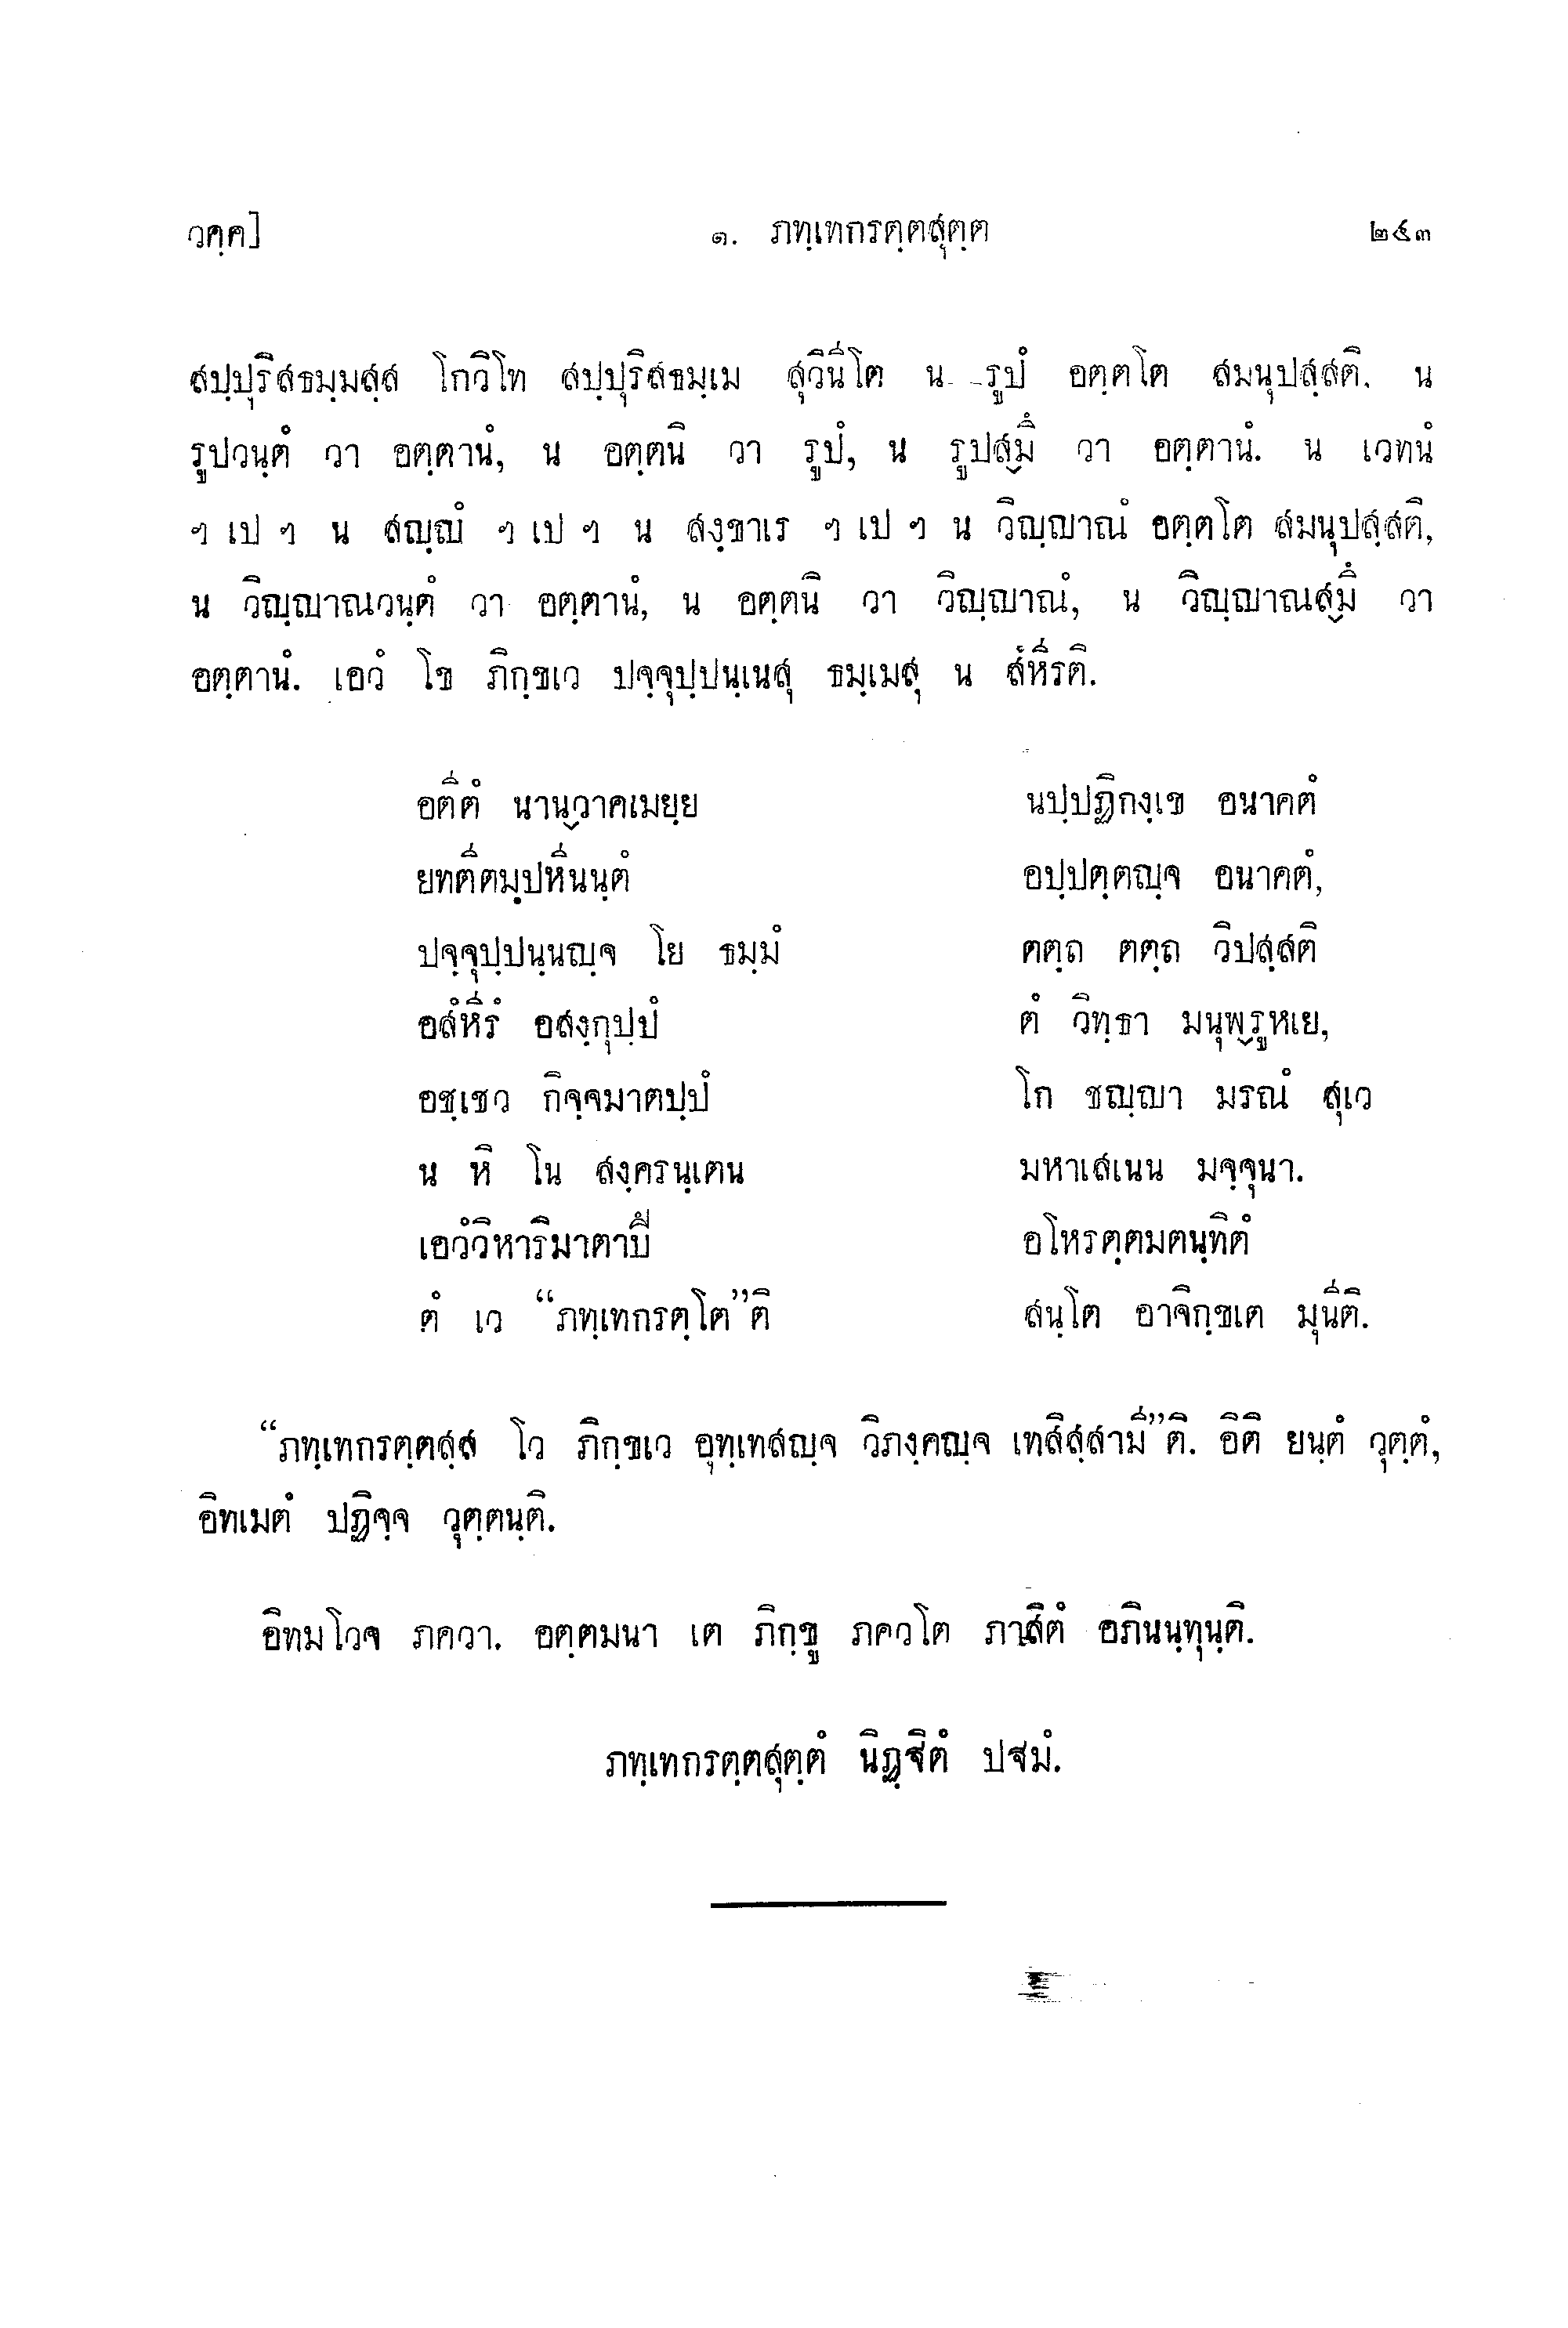 วคฺค] ๑. ภทฺเทกรตฺตสุตฺต ๒๕๓
สปฺปุริสธมฺมสฺส โกวิโท สปฺปุริสธมฺเม สุวินีโต น รูปํ อตฺตโต สมนุปสฺสติ. น
รูปวนฺตํ วา อตฺตานํ, น อตฺตนิ วา รูปํ, น รูปสฺมึ วา อตฺตานํ. น เวทนํ
ฯ เป ฯ น สญฺญํ ฯ เป ฯ น สงฺขาเร ฯ เป ฯ น วิญฺญาณํ อตฺตโต สมนุปสฺสติ,
น วิญฺญาณวนฺตํ วา อตฺตานํ, น อตฺตนิ วา วิญฺญาณํ, น วิญฺญาณสฺมึ วา
อตฺตานํ. เอวํ โข ภิกฺขเว ปจฺจุปฺปนฺเนสุ ธมฺเมสุ น สํหีรติ.
อตีตํ นานฺวาคเมยฺย นปฺปฏิกงฺเข อนาคตํ
ยทตีตมฺปหีนนฺตํ อปฺปตฺตญฺจ อนาคตํ,
ปจฺจุปฺปนฺนญฺจ โย ธมฺมํ ตตฺถ ตตฺถ วิปสฺสติ
อสํหีรํ อสงฺกุปฺปํ ตํ วิทฺธา มนุพฺรูหเย,
อชฺเชว กิจฺจมาตปฺปํ โก ชญฺญา มรณํ สุเว
น หิ โน สงฺครนฺเตน มหาเสเนน มจฺจุนา.
เอวํวิหาริมาตาปึ อโหรตฺตมตนฺทิตํ
ตํ เว “ภทฺเทกรตฺโต”ติ สนฺโต อาจิกฺขเต มุนีติ.
“ภทฺเทกรตฺตสฺส โว ภิกฺขเว อุทฺเทสญฺจ วิภงฺคญฺจ เทสิสฺสามี”ติ. อิติ ยนฺตํ วุตฺตํ,
อิทเมตํ ปฏิจฺจ วุตฺตนฺติ.
อิทมโวจ ภควา. อตฺตมนา เต ภิกฺขู ภควโต ภาสิตํ อภินนฺทุนฺติ.
ภทฺเทกรตฺตสุตฺตํ นิฏฺฐิตํ ปฐมํ.